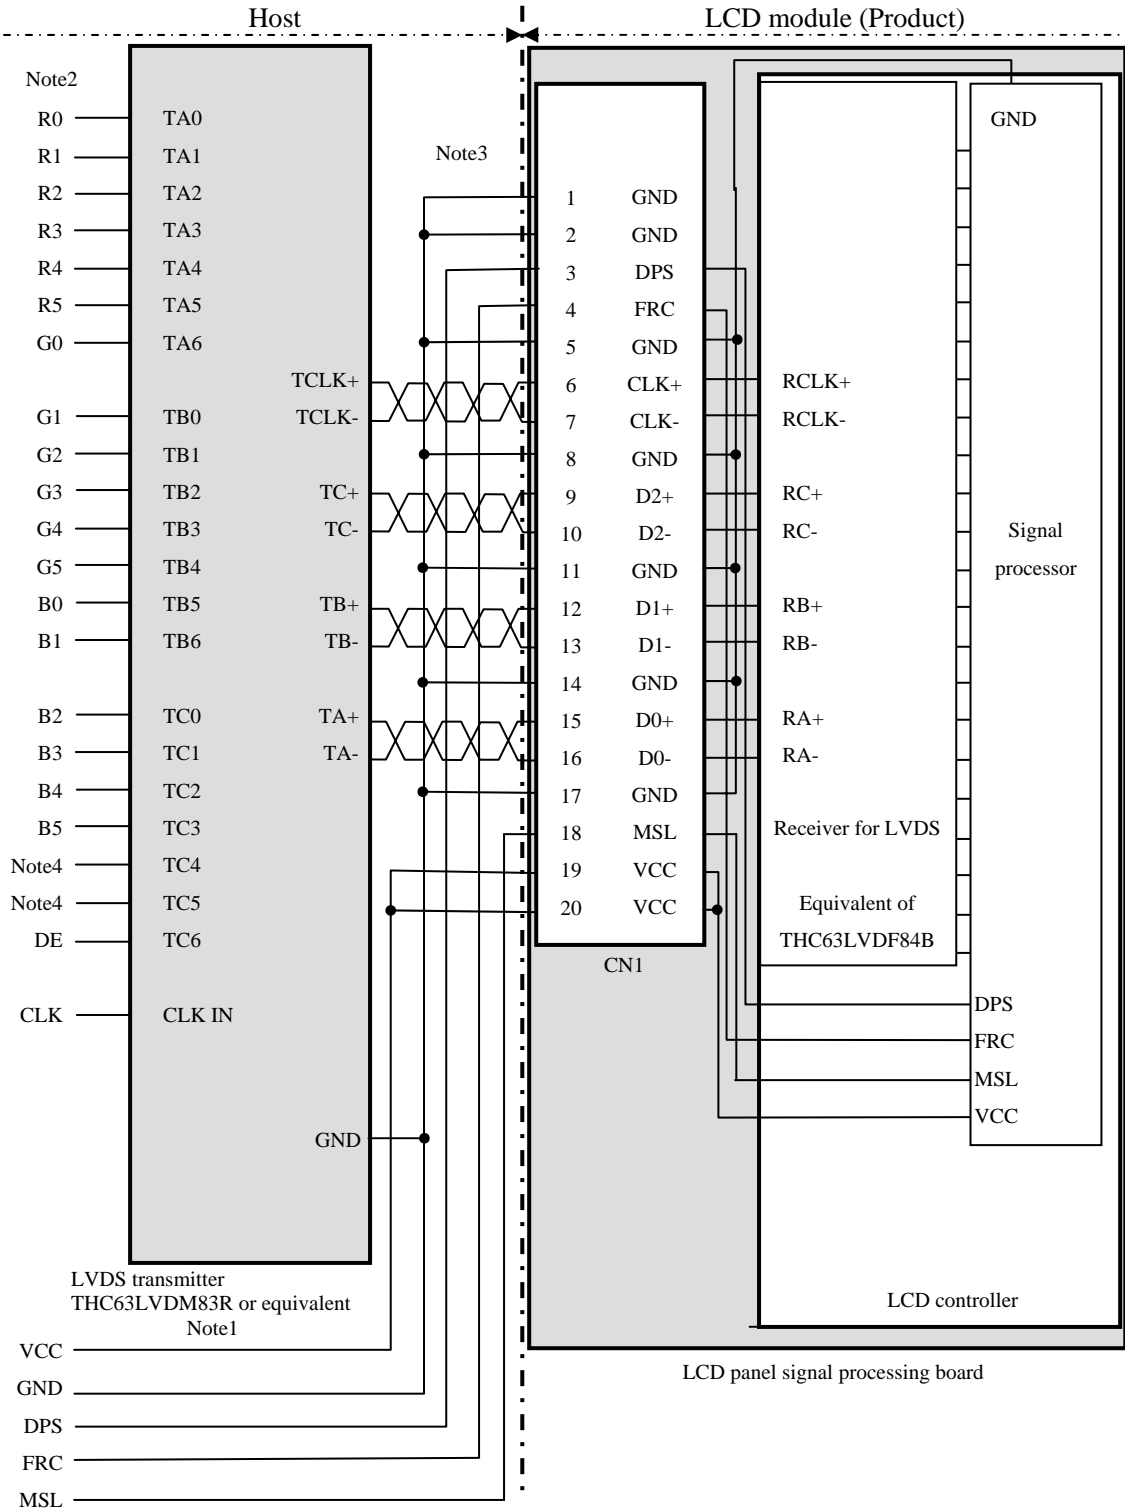 Host
LCD module (Product)
Note2
R0 TA0
R1 TA1
R2 TA2
R3 TA3
R4 TA4
R5 TA5
G0 TA6
G1 TB0
G2 TB1
G3 TB2
G4 TB3
G5 TB4
B0 TB5
B1 TB6
B2 TC0
B3 TC1
B4 TC2
B5 TC3
Note4 TC4
Note4 TC5
DE TC6
CLK CLK IN
TCLK+
TCLK-
TC+
TC-
TB+
TB-
TA+
TA-
GND
LVDS transmitter
THC63LVDM83R or equivalent
Note1
VCC
GND
DPS
FRC
MSL
Note3
1 GND
2 GND
3 DPS
4 FRC
5 GND
6 CLK+
7 CLK-
8 GND
9 D2+
10 D2-
11 GND
12 D1+
13 D1-
14 GND
15 D0+
16 D0-
17 GND
18 MSL
19 VCC
20 VCC
CN1
RCLK+
RCLK-
RC+
RC-
RB+
RB-
RA+
RA-
Receiver for LVDS
Equivalent of
THC63LVDF84B
GND
Signal
processor
DPS
FRC
MSL
VCC
LCD controller
LCD panel signal processing board